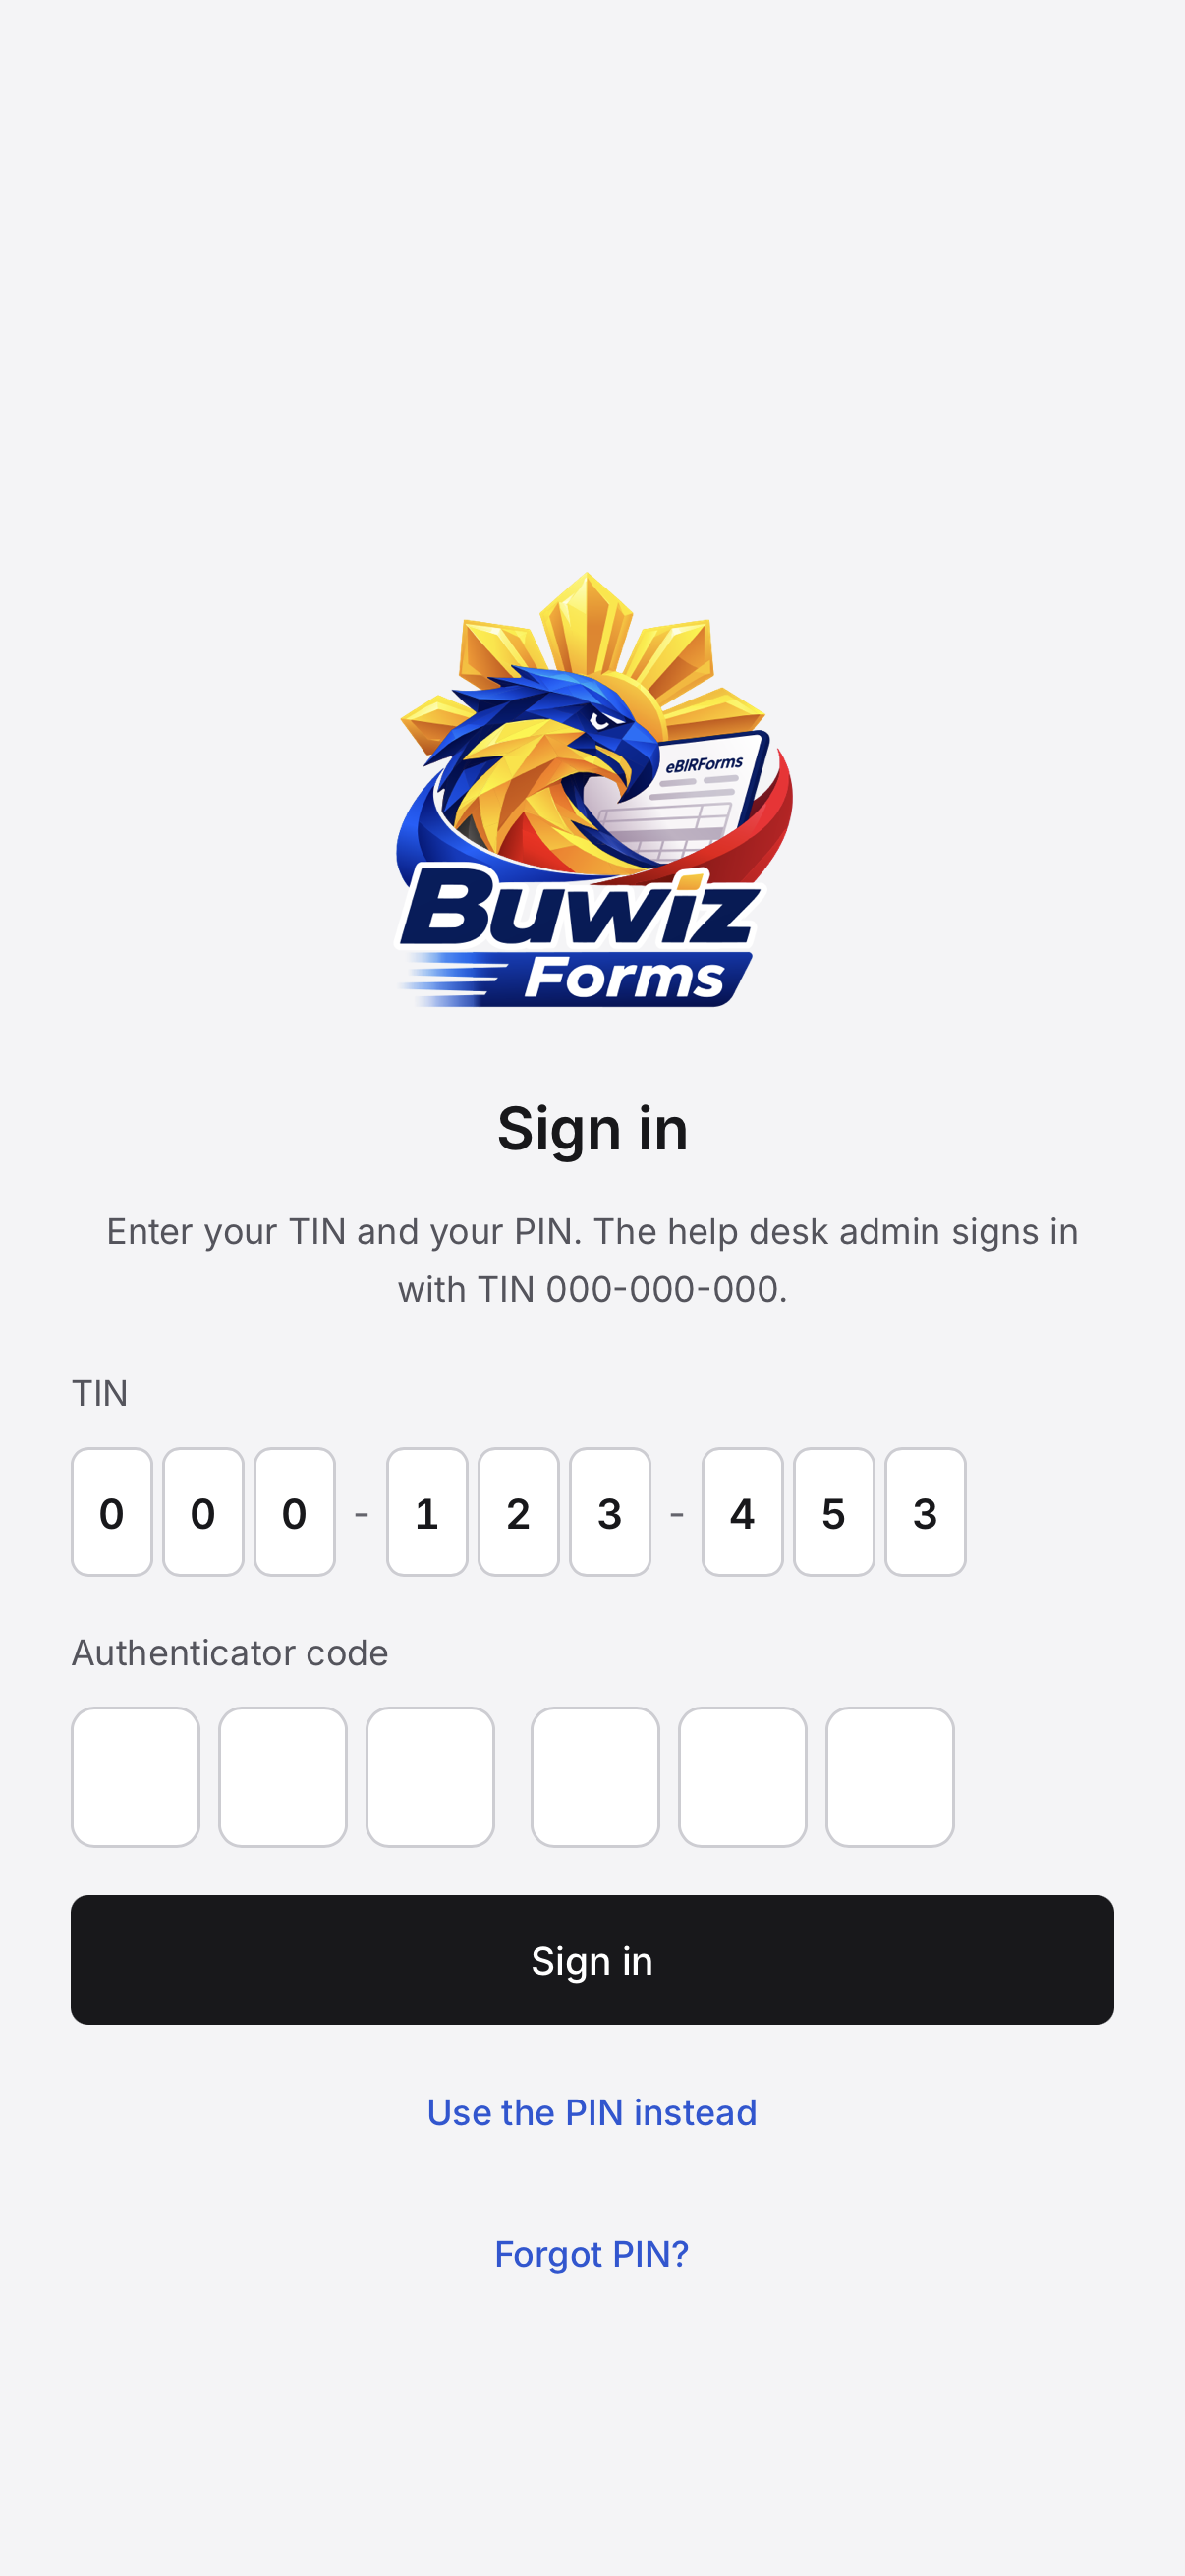 eBIRForms
Buwiz
Forms
Sign in
Enter your TIN and your PIN. The help desk admin signs in
with TIN 000-000-000.
TIN
0 0 0 - 1 2 3 - 4 5 3
Authenticator code
Sign in
Use the PIN instead
Forgot PIN?